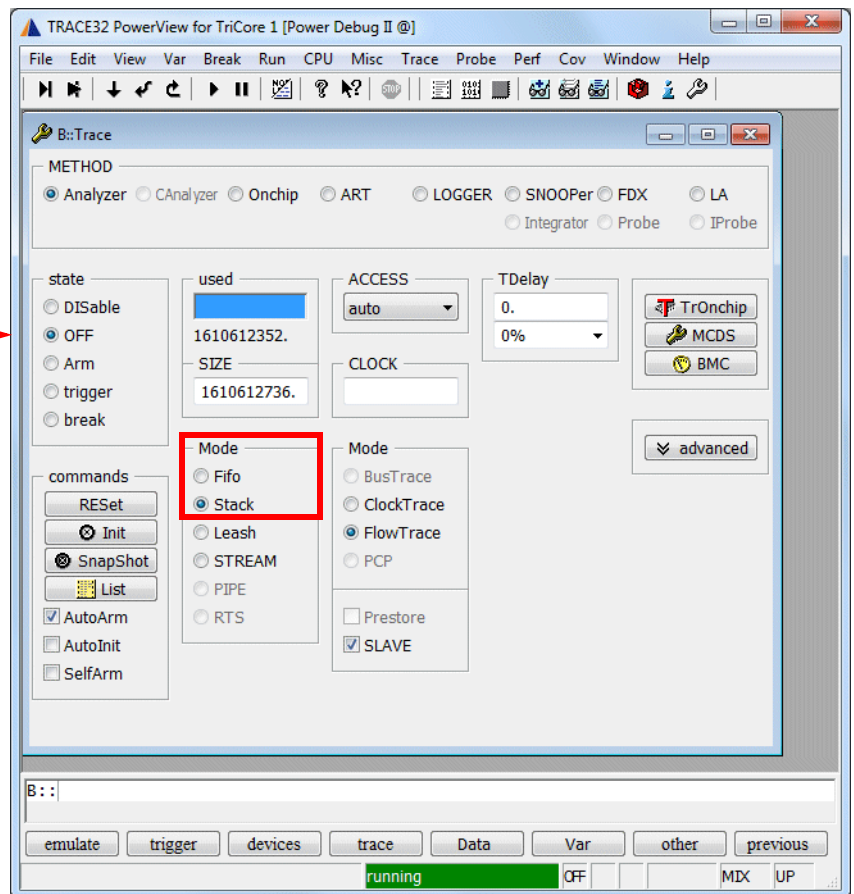 TRACE32 PowerView for TriCore 1 [Power Debug II @]
File Edit View Var Break Run CPU Misc Trace Probe Perf Cov Window Help
B::Trace
METHOD
Analyzer CAnalyzer Onchip ART LOGGER SNOOPer FDX LA
Integrator Probe IProbe
state
DISable
OFF
Arm
trigger
break
used
1610612352.
SIZE
1610612736.
ACCESS
auto
CLOCK
TDelay
0.
0%
TrOnchip
MCDS
BMC
advanced
commands
RESet
Init
SnapShot
List
AutoArm
AutoInit
SelfArm
Mode
Fifo
Stack
Leash
STREAM
PIPE
RTS
Mode
BusTrace
ClockTrace
FlowTrace
PCP
Prestore
SLAVE
B::
emulate trigger devices trace Data Var other previous
running OFF MIX UP